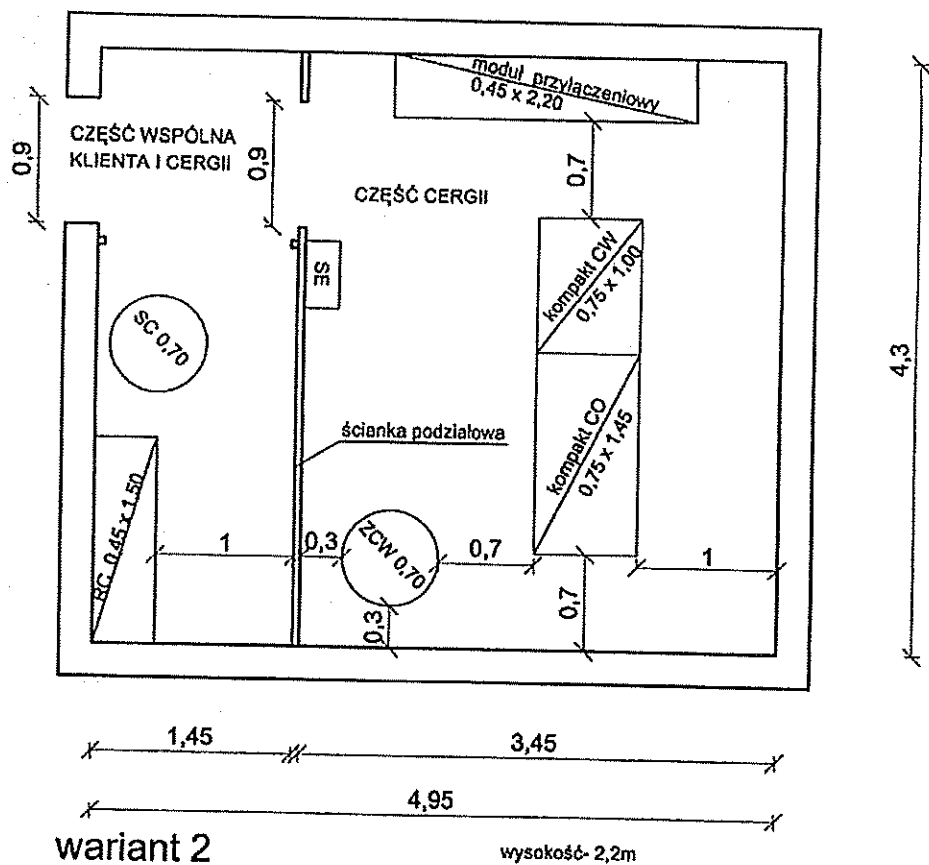 moduł przyłączeniowy
0,45 x 2,20
0,9
CZĘŚĆ WSPÓLNA
KLIENTA I CERGII
0,9
CZĘŚĆ CERGII
0,7
kompakt CW
0,75 x 1,00
SE
SC 0,70
4,3
kompakt CO
0,75 x 1,45
ścianka podziałowa
RC 0,45 x 1,50
1
0,3
ZCW 0,70
0,7
1
0,3
0,7
1,45
3,45
4,95
wariant 2
wysokość- 2,2m